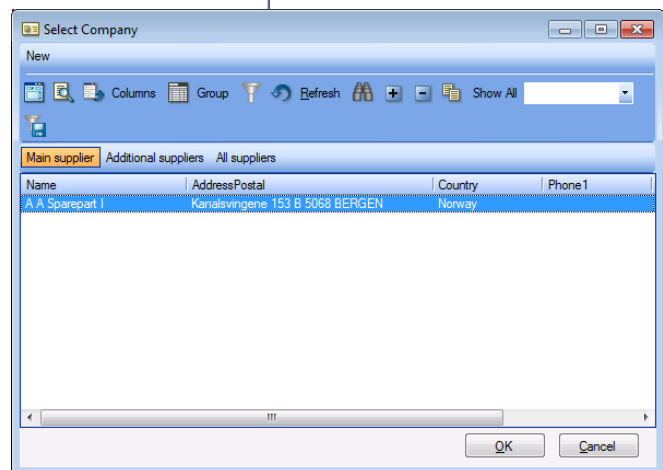 Select Company
New
Columns Group Refresh Show All
Main supplier Additional suppliers All suppliers
Name AddressPostal Country Phone1
A A Sparepart I Kanalsvingene 153 B 5068 BERGEN Norway
OK Cancel